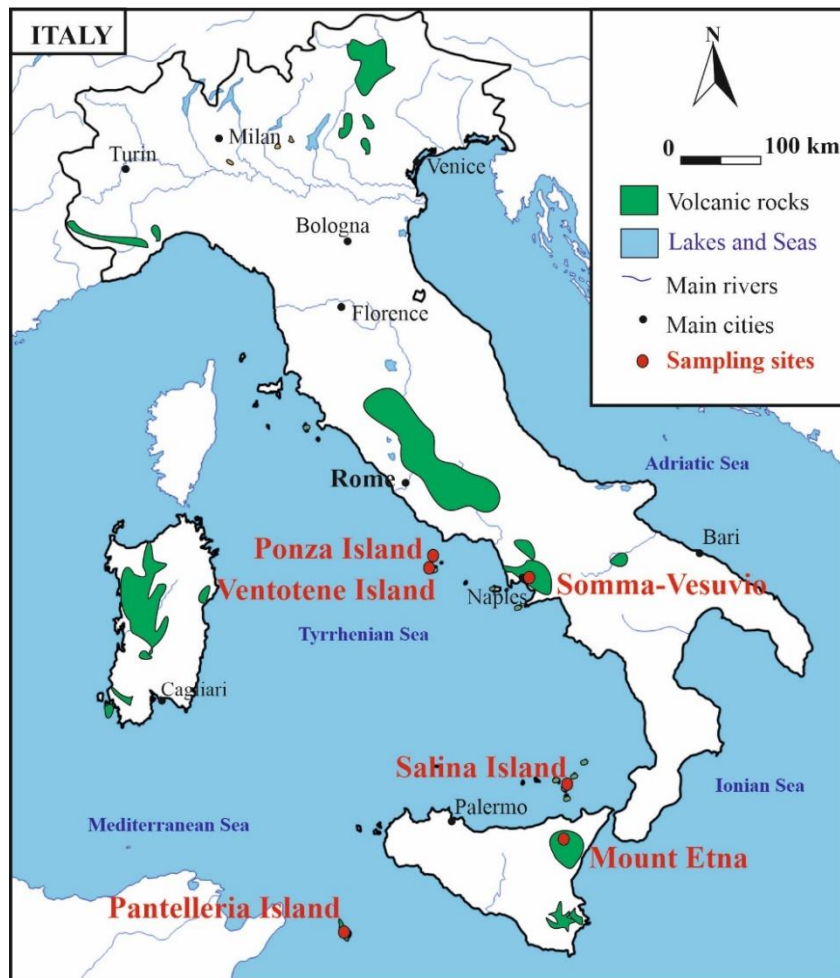 ITALY
N
0 100 km
Volcanic rocks
Lakes and Seas
Main rivers
Main cities
Sampling sites
Milan
Turin
Venice
Bologna
Florence
Adriatic Sea
Rome
Bari
Ponza Island
Ventotene Island
Naples
Somma-Vesuvio
Tyrrhenian Sea
Cagliari
Salina Island
Ionian Sea
Palermo
Mediterranean Sea
Mount Etna
Pantelleria Island